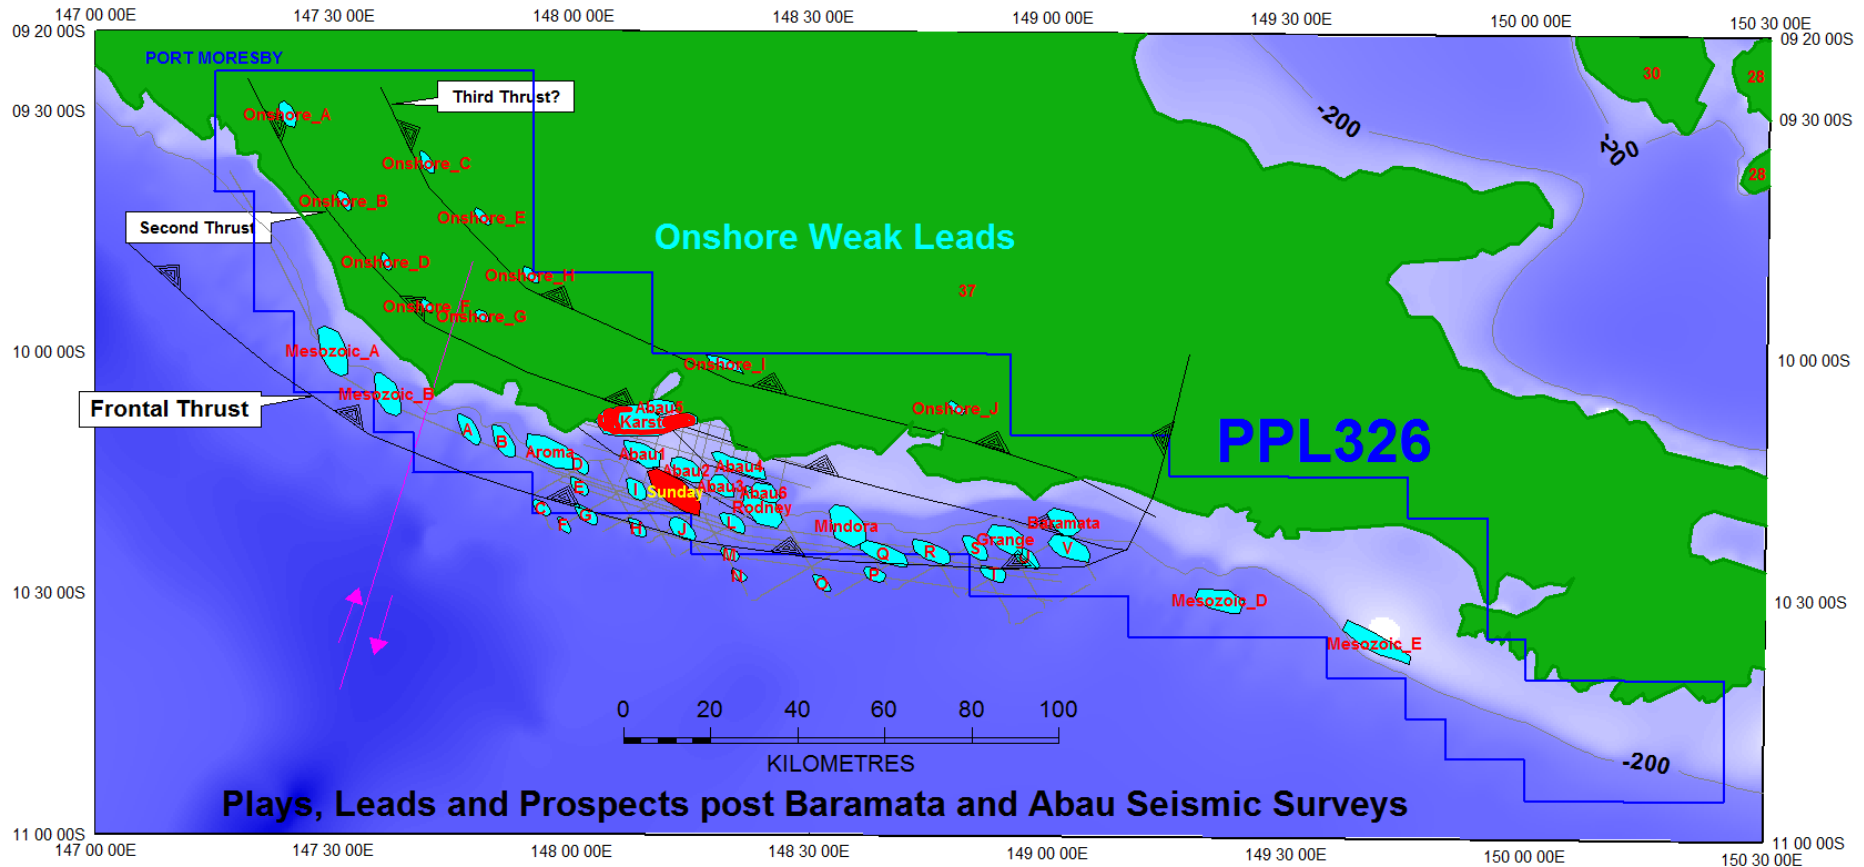 147 00 00E
147 30 00E
148 00 00E
148 30 00E
149 00 00E
149 30 00E
150 00 00E
150 30 00E
09 20 00S
09 20 00S
PORT MORESBY
30
28
Third Thrust?
09 30 00S
Onshore_A
-200
09 30 00S
-200
Onshore_C
28
Onshore_B
Onshore_E
Second Thrust
Onshore Weak Leads
Onshore_D
Onshore_H
37
Onshore_F
Onshore_G
10 00 00S
Mesozoic_A
Onshore_I
10 00 00S
Mesozoic_B
Frontal Thrust
Abau5
Onshore_J
Karst
A
B
PPL326
Aroma
D
Abau1
Abau2
Abau4
E
I
Sunday
Abau3
Abau6
C
G
Rodney
F
H
J
L
Mindora
Baramata
Grange
M
Q
R
S
U
V
N
O
P
T
10 30 00S
Mesozoic_D
10 30 00S
Mesozoic_E
0
20
40
60
80
100
KILOMETRES
-200
Plays, Leads and Prospects post Baramata and Abau Seismic Surveys
11 00 00S
11 00 00S
147 00 00E
147 30 00E
148 00 00E
148 30 00E
149 00 00E
149 30 00E
150 00 00E
150 30 00E